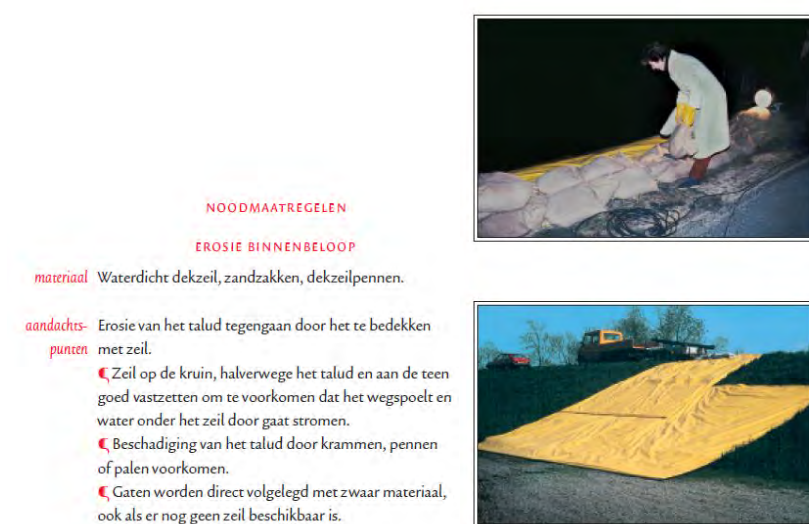 NOODMAATREGELEN
EROSIE BINNENBELOOP
materiaal Waterdicht dekzeil, zandzakken, dekzeilpennen.
aandachts- Erosie van het talud tegengaan door het te bedekken
punten met zeil.
Zeil op de kruin, halverwege het talud en aan de teen
goed vastzetten om te voorkomen dat het wegspoelt en
water onder het zeil door gaat stromen.
Beschadiging van het talud door krammen, pennen
of palen voorkomen.
Gaten worden direct volgelegd met zwaar materiaal,
ook als er nog geen zeil beschikbaar is.